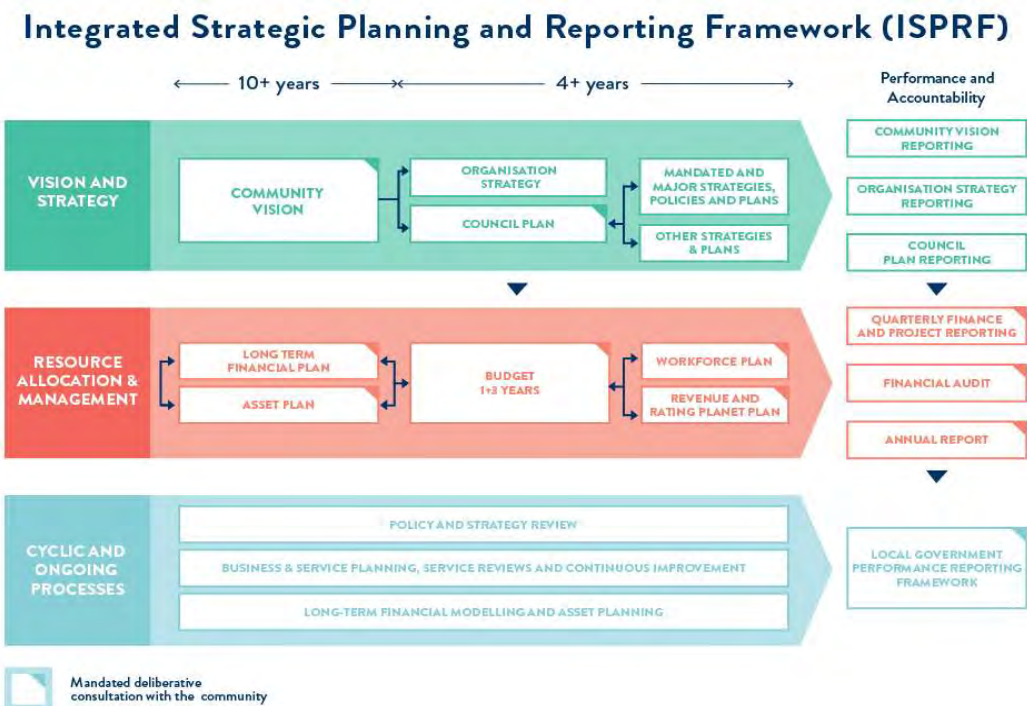 Integrated Strategic Planning and Reporting Framework (ISPRF)
10+ years
4+ years
Performance and
Accountability
VISION AND
STRATEGY
COMMUNITY
VISION
ORGANISATION
STRATEGY
COUNCIL PLAN
MANDATED AND
MAJOR STRATEGIES,
POLICIES AND PLANS
OTHER STRATEGIES
& PLANS
COMMUNITY VISION
REPORTING
ORGANISATION STRATEGY
REPORTING
COUNCIL
PLAN REPORTING
RESOURCE
ALLOCATION &
MANAGEMENT
LONG TERM
FINANCIAL PLAN
ASSET PLAN
BUDGET
1+3 YEARS
WORKFORCE PLAN
REVENUE AND
RATING PLANET PLAN
QUARTERLY FINANCE
AND PROJECT REPORTING
FINANCIAL AUDIT
ANNUAL REPORT
CYCLIC AND
ONGOING
PROCESSES
POLICY AND STRATEGY REVIEW
BUSINESS & SERVICE PLANNING, SERVICE REVIEWS AND CONTINUOUS IMPROVEMENT
LONG-TERM FINANCIAL MODELLING AND ASSET PLANNING
LOCAL GOVERNMENT
PERFORMANCE REPORTING
FRAMEWORK
Mandated deliberative
consultation with the community